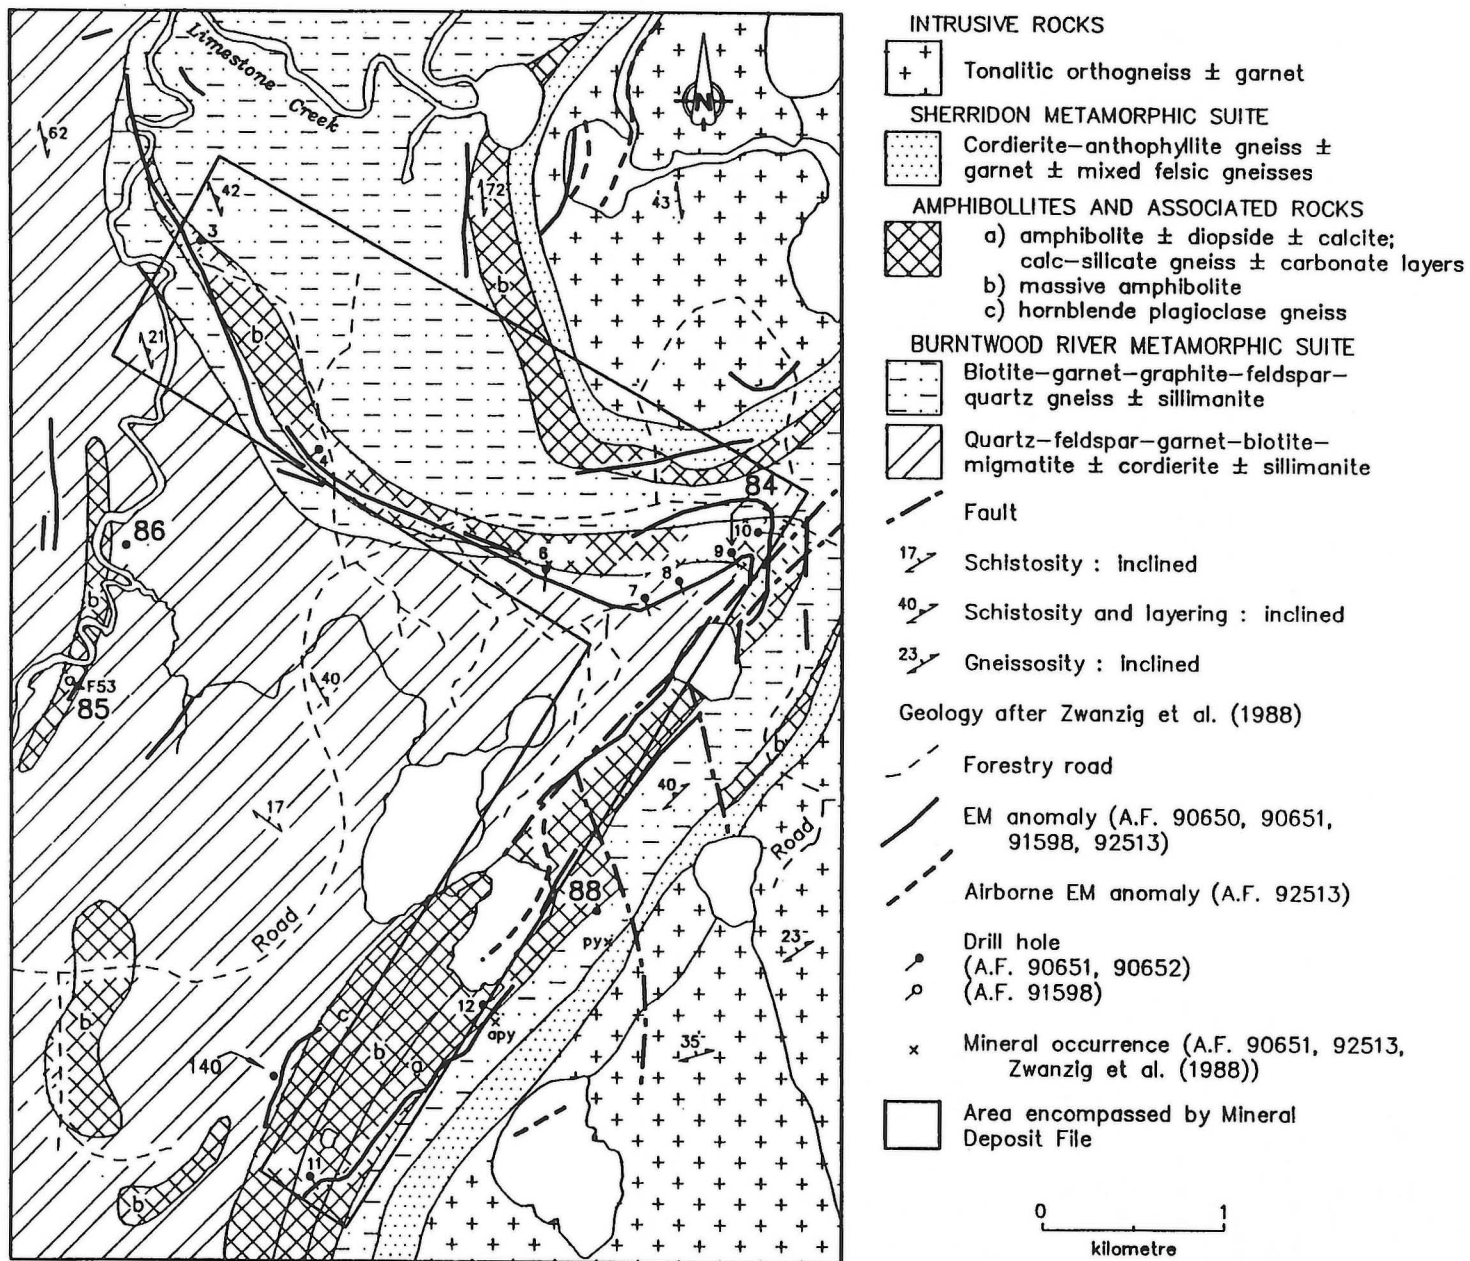 Limestone
Creek
N
62
42
3
72
43
b
b
21
4
84
86
10
9
6
8
7
b
F53
85
40
b
40
17
Road
88
Road
py
23
12
apy
c
b
a
b
140
35
11
b
INTRUSIVE ROCKS
Tonalitic orthogneiss ± garnet
SHERRIDON METAMORPHIC SUITE
Cordierite-anthophyllite gneiss ±
garnet ± mixed felsic gneisses
AMPHIBOLLITES AND ASSOCIATED ROCKS
a) amphibolite ± diopside ± calcite;
calc-silicate gneiss ± carbonate layers
b) massive amphibolite
c) hornblende plagioclase gneiss
BURNTWOOD RIVER METAMORPHIC SUITE
Biotite-garnet-graphite-feldspar-
quartz gneiss ± sillimanite
Quartz-feldspar-garnet-biotite-
migmatite ± cordierite ± sillimanite
Fault
17 Schistosity : inclined
40 Schistosity and layering : inclined
23 Gneissosity : inclined
Geology after Zwanzig et al. (1988)
Forestry road
EM anomaly (A.F. 90650, 90651,
91598, 92513)
Airborne EM anomaly (A.F. 92513)
Drill hole
(A.F. 90651, 90652)
(A.F. 91598)
x Mineral occurrence (A.F. 90651, 92513,
Zwanzig et al. (1988))
Area encompassed by Mineral
Deposit File
0 1
kilometre